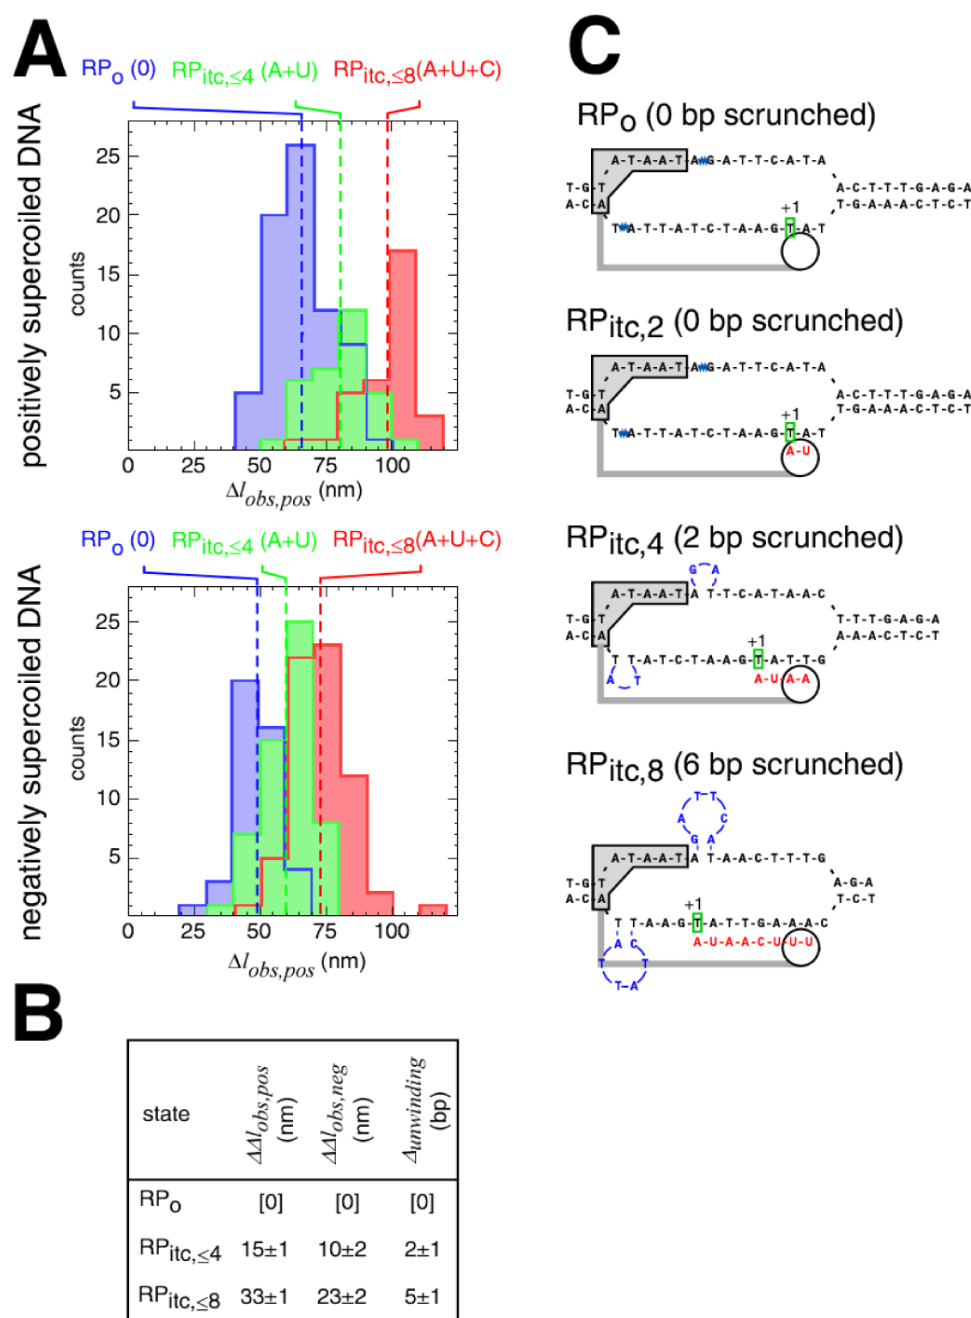 A
RPo (0) RPitc,≤4 (A+U) RPitc,≤8(A+U+C)
positively supercoiled DNA
counts
25
20
15
10
5
0 25 50 75 100
Δlobs,pos (nm)
RPo (0) RPitc,≤4 (A+U) RPitc,≤8(A+U+C)
negatively supercoiled DNA
counts
25
20
15
10
5
0 25 50 75 100
Δlobs,pos (nm)
B
state ΔΔlobs,pos (nm) ΔΔlobs,neg (nm) Δunwinding (bp)
RPo [0] [0] [0]
RPitc,≤4 15±1 10±2 2±1
RPitc,≤8 33±1 23±2 5±1
C
RPo (0 bp scrunched)
A-T-A-A-T-A G-A-T-T-C-A-T-A
T-G-T A-C-T-T-T-G-A-G-A
A-C-A T-G-A-A-A-C-T-C-T
+1
T A-T-T-A-T-C-T-A-A-G-T-A-T
RPitc,2 (0 bp scrunched)
A-T-A-A-T-A G-A-T-T-C-A-T-A
T-G-T A-C-T-T-T-G-A-G-A
A-C-A T-G-A-A-A-C-T-C-T
+1
T A-T-T-A-T-C-T-A-A-G-T-A-T
A-U
RPitc,4 (2 bp scrunched)
G A
A-T-A-A-T-A T-T-C-A-T-A-A-C
T-G-T T-T-T-G-A-G-A
A-C-A A-A-A-C-T-C-T
+1
T T-A-T-C-T-A-A-G-T-A-T-T-G
A T A-U-A-A
RPitc,8 (6 bp scrunched)
T-T
A C
G A
A-T-A-A-T-A T-A-A-C-T-T-T-G
T-G-T A-G-A
A-C-A T-C-T
+1
T T-A-A-G-T-A-T-T-G-A-A-A-C
A C A-U-A-A-C-U-U-U
T T
T-A